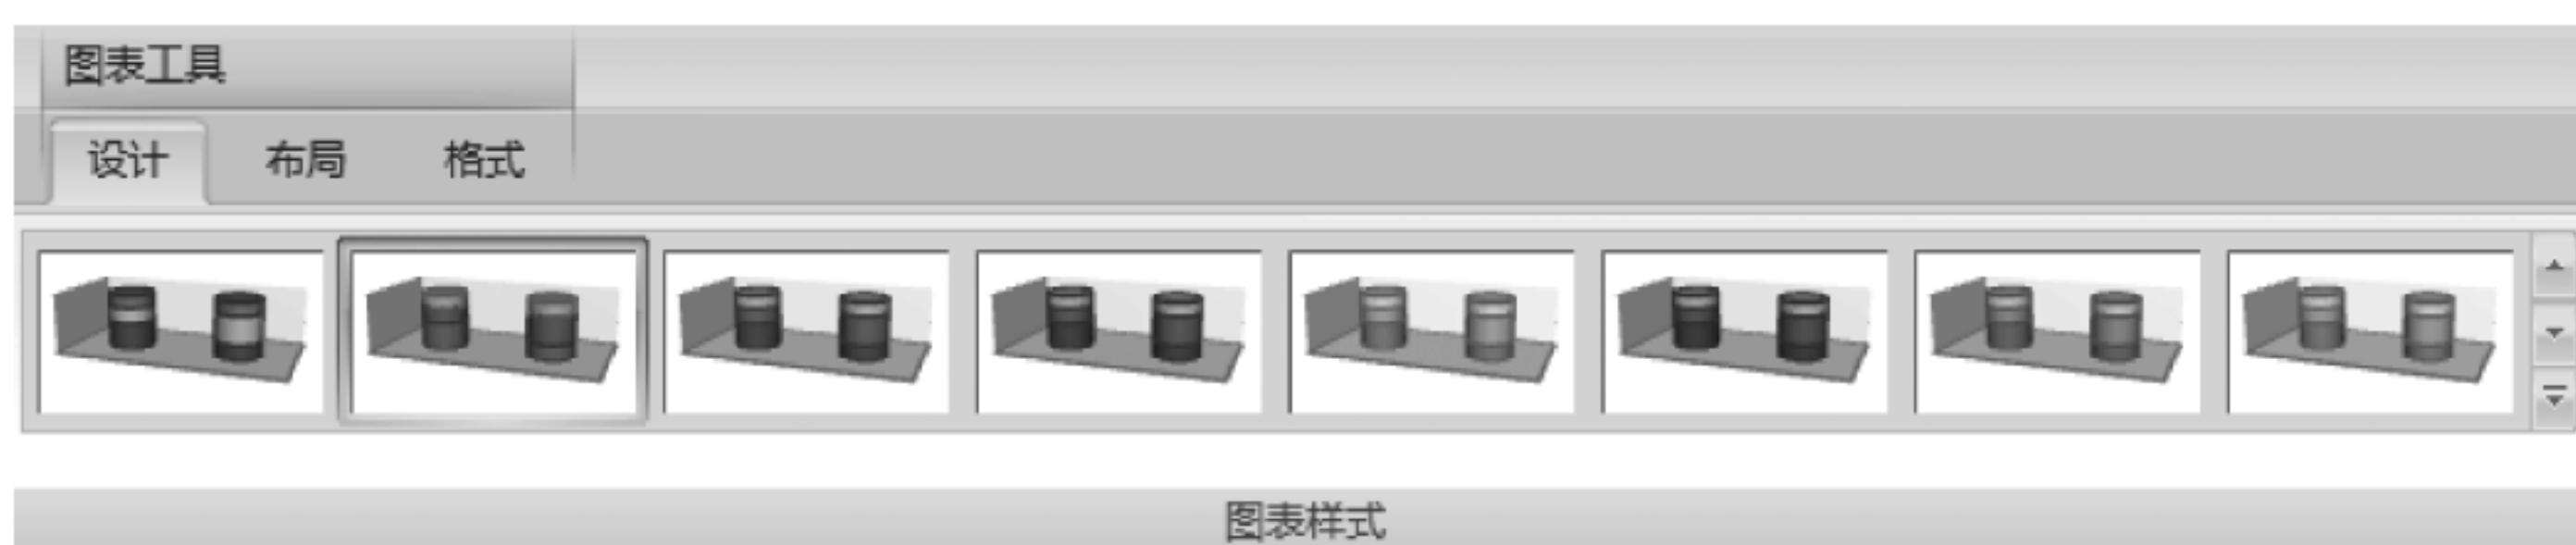 图表工具
设计 布局 格式
图表样式